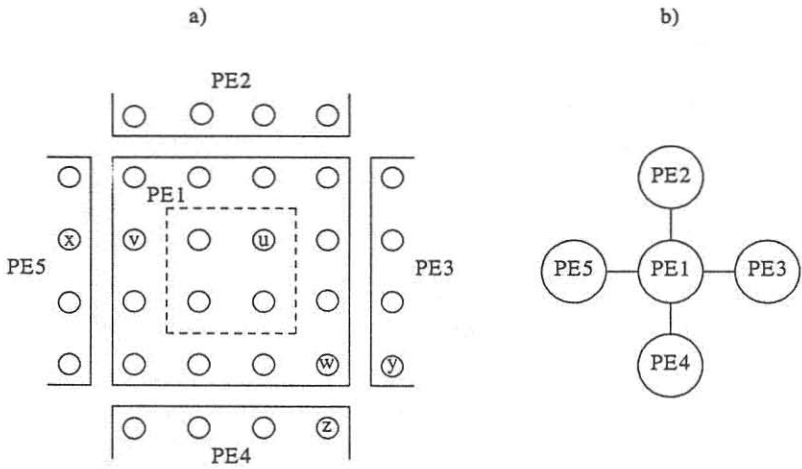 a) b)
PE2
PE1
x v u
PE5 PE3
w y
z
PE4
PE2
PE5 PE1 PE3
PE4